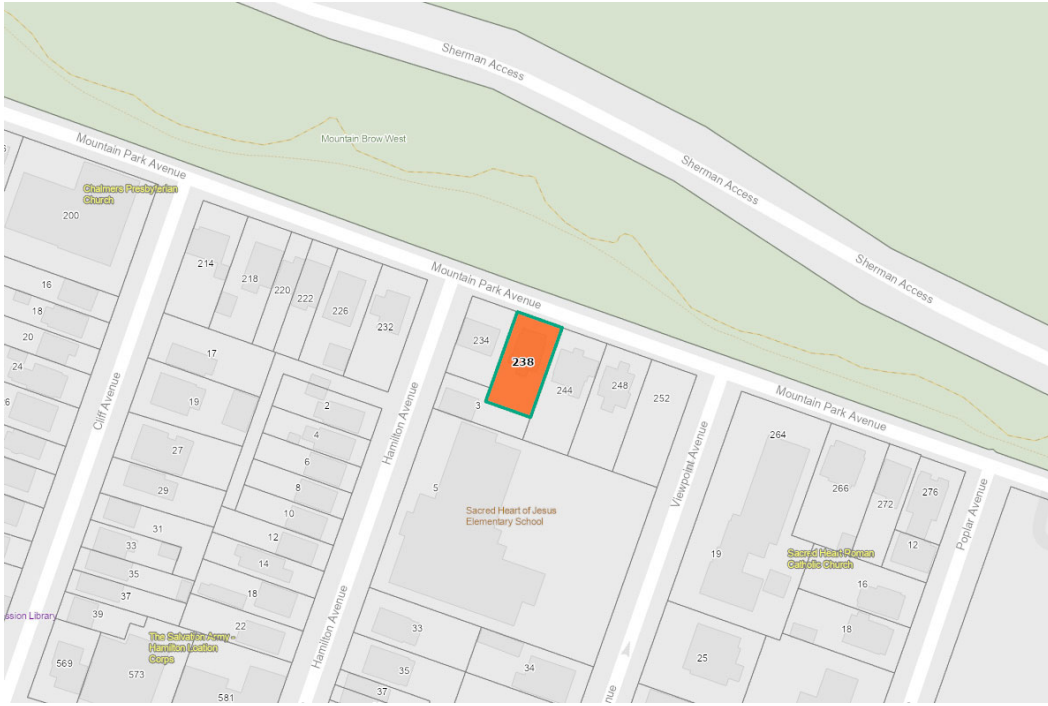 Sherman Access
Sherman Access
Sherman Access
Mountain Brow West
Mountain Park Avenue
Mountain Park Avenue
Mountain Park Avenue
Chalmers Presbyterian
Church
200
214
218
220
222
226
232
234
238
244
248
252
264
266
272
276
16
18
20
24
17
19
27
29
31
33
35
37
39
2
4
6
8
10
12
14
18
22
3
5
Sacred Heart of Jesus
Elementary School
Cliff Avenue
Hamilton Avenue
Hamilton Avenue
Viewpoint Avenue
Poplar Avenue
19
Sacred Heart Roman
Catholic Church
12
16
18
25
33
35
37
34
ssion Library
The Salvation Army -
Hamilton Loation
Corps
569
573
581
nue